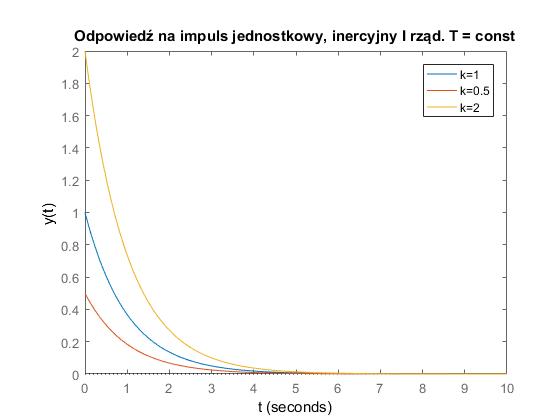 Odpowiedź na impuls jednostkowy, inercyjny I rząd. T = const
k=1
k=0.5
k=2
y(t)
2
1.8
1.6
1.4
1.2
1
0.8
0.6
0.4
0.2
0
0 1 2 3 4 5 6 7 8 9 10
t (seconds)